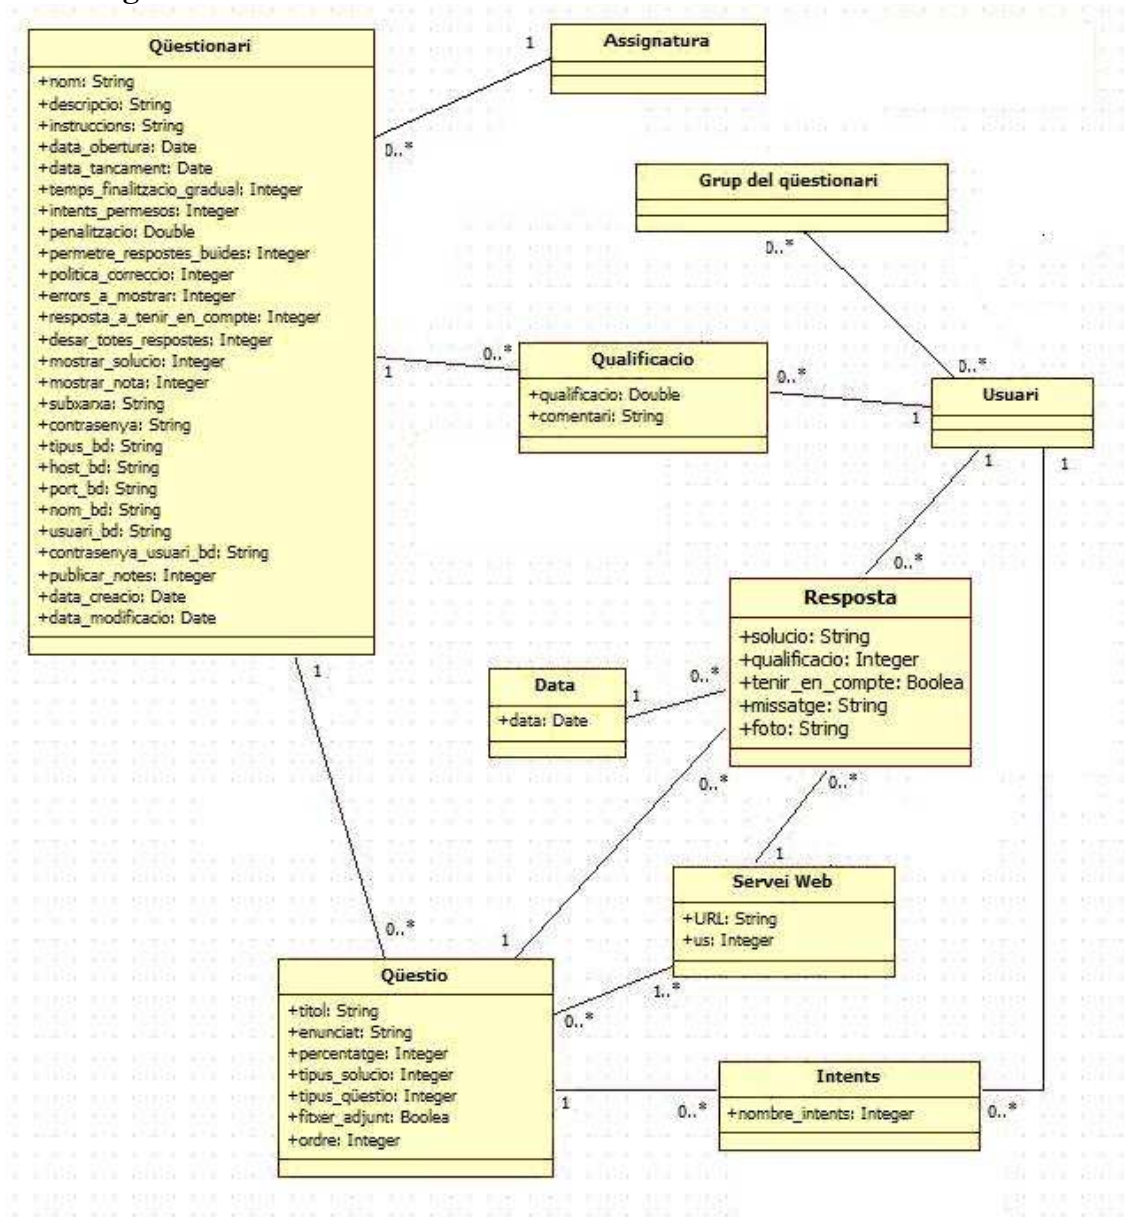 Qüestionari
+nom: String
+descripcio: String
+instruccions: String
+data_obertura: Date
+data_tancament: Date
+temps_finalitzacio_gradual: Integer
+intents_permesos: Integer
+penalitzacio: Double
+permetre_respostes_buides: Integer
+politica_correccio: Integer
+errors_a_mostrar: Integer
+resposta_a_tenir_en_compte: Integer
+desar_totes_respostes: Integer
+mostrar_solucio: Integer
+mostrar_nota: Integer
+subxarxa: String
+contrasenya: String
+tipus_bd: String
+host_bd: String
+port_bd: String
+nom_bd: String
+usuari_bd: String
+contrasenya_usuari_bd: String
+publicar_notes: Integer
+data_creacio: Date
+data_modificacio: Date
1
Assignatura
0..*
Grup del qüestionari
0..*
0..*
1
0..*
Qualificacio
+qualificacio: Double
+comentari: String
0..*
1
Usuari
1
1
0..*
Resposta
+solucio: String
+qualificacio: Integer
+tenir_en_compte: Boolea
+missatge: String
+foto: String
1
Data
+data: Date
1
0..*
0..*
0..*
1
Servei Web
+URL: String
+us: Integer
0..*
1
1..*
0..*
Qüestio
+titol: String
+enunciat: String
+percentatge: Integer
+tipus_solucio: Integer
+tipus_qüestio: Integer
+fitxer_adjunt: Boolea
+ordre: Integer
1
0..*
Intents
+nombre_intents: Integer
0..*